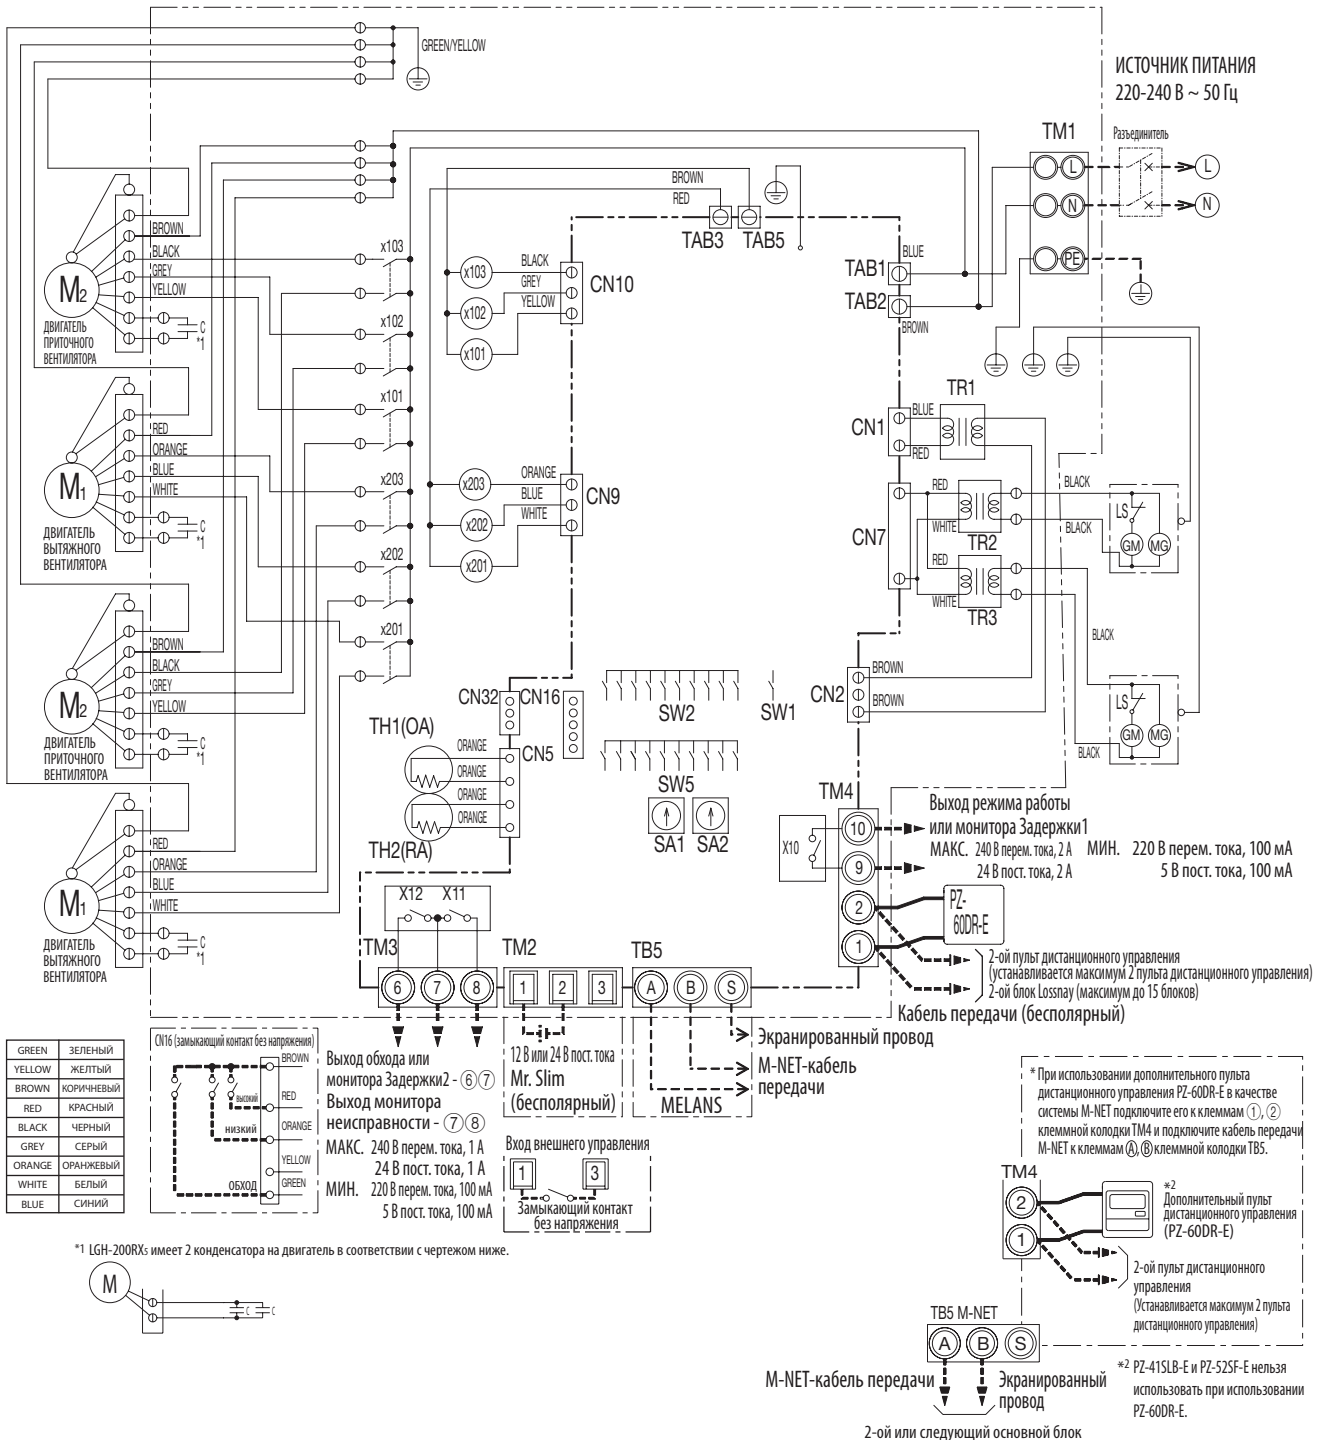 GREEN/YELLOW
ИСТОЧНИК ПИТАНИЯ
220-240 В ~ 50 Гц
TM1
Разъединитель
L
L
N
N
PE
BROWN
RED
TAB3
TAB5
BLUE
TAB1
TAB2
BROWN
BROWN
BLACK
GREY
YELLOW
M2
ДВИГАТЕЛЬ
ПРИТОЧНОГО
ВЕНТИЛЯТОРА
C
*1
x103
x102
x101
x203
x202
x201
x103
x102
x101
BLACK
GREY
YELLOW
CN10
RED
ORANGE
BLUE
WHITE
M1
ДВИГАТЕЛЬ
ВЫТЯЖНОГО
ВЕНТИЛЯТОРА
C
*1
x203
x202
x201
ORANGE
BLUE
WHITE
CN9
TR1
BLUE
CN1
RED
RED
WHITE
TR2
CN7
RED
WHITE
TR3
BLACK
BLACK
LS
GM
MG
BLACK
BLACK
LS
GM
MG
BROWN
CN2
BROWN
BROWN
BLACK
GREY
YELLOW
M2
ДВИГАТЕЛЬ
ПРИТОЧНОГО
ВЕНТИЛЯТОРА
C
*1
CN32
CN16
SW2
SW1
TH1(OA)
ORANGE
ORANGE
ORANGE
ORANGE
CN5
TH2(RA)
SW5
SA1
SA2
RED
ORANGE
BLUE
WHITE
M1
ДВИГАТЕЛЬ
ВЫТЯЖНОГО
ВЕНТИЛЯТОРА
C
*1
TM4
X10
10
9
2
1
Выход режима работы
или монитора Задержки1
МАКС. 240 В перем. тока, 2 А
24 В пост. тока, 2 А
МИН. 220 В перем. тока, 100 мА
5 В пост. тока, 100 мА
PZ-
60DR-E
2-ой пульт дистанционного управления
(устанавливается максимум 2 пульта дистанционного управления)
2-ой блок Lossnay (максимум до 15 блоков)
Кабель передачи (бесполярный)
X12
X11
TM3
TM2
TB5
6
7
8
1
2
3
A
B
S
Экранированный провод
M-NET-кабель
передачи
MELANS
12 В или 24 В пост. тока
Mr. Slim
(бесполярный)
Выход обхода или
монитора Задержки2 - ⑥⑦
Выход монитора
неисправности - ⑦⑧
МАКС. 240 В перем. тока, 1 А
24 В пост. тока, 1 А
МИН. 220 В перем. тока, 100 мА
5 В пост. тока, 100 мА
Вход внешнего управления
1
3
Замыкающий контакт
без напряжения
GREEN ЗЕЛЕНЫЙ
YELLOW ЖЕЛТЫЙ
BROWN КОРИЧНЕВЫЙ
RED КРАСНЫЙ
BLACK ЧЕРНЫЙ
GREY СЕРЫЙ
ORANGE ОРАНЖЕВЫЙ
WHITE БЕЛЫЙ
BLUE СИНИЙ
CN16 (замыкающий контакт без напряжения)
BROWN
ВЫСОКИЙ
RED
НИЗКИЙ
ORANGE
YELLOW
ОБХОД
GREEN
*1 LGH-200RX5 имеет 2 конденсатора на двигатель в соответствии с чертежом ниже.
M
C
C
* При использовании дополнительного пульта
дистанционного управления PZ-60DR-E в качестве
системы M-NET подключите его к клеммам ①, ②
клеммной колодки TM4 и подключите кабель передачи
M-NET к клеммам Ⓐ, Ⓑ клеммной колодки TB5.
TM4
2
1
*2
Дополнительный пульт
дистанционного управления
(PZ-60DR-E)
2-ой пульт дистанционного
управления
(Устанавливается максимум 2 пульта
дистанционного управления)
TB5 M-NET
A
B
S
M-NET-кабель передачи
Экранированный
провод
2-ой или следующий основной блок
*2 PZ-41SLB-E и PZ-52SF-E нельзя
использовать при использовании
PZ-60DR-E.